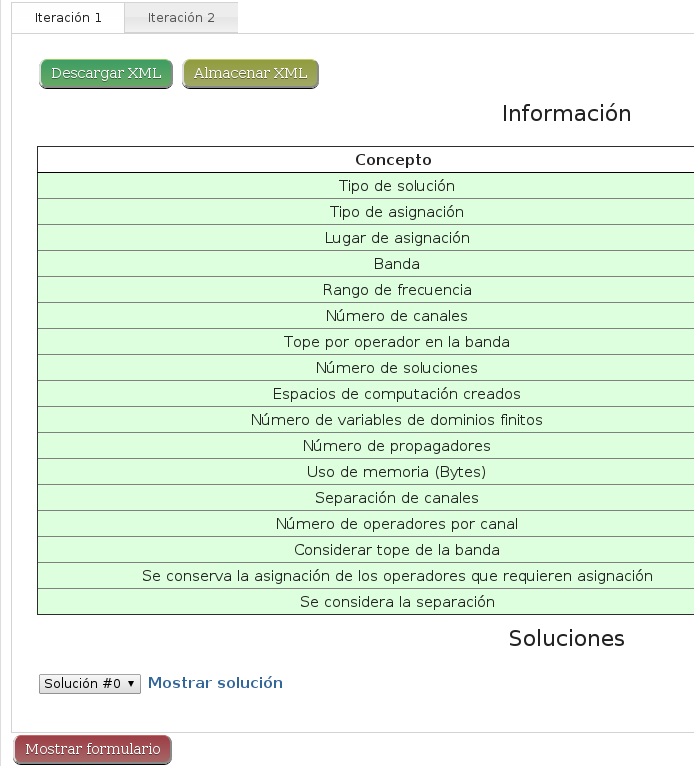 Iteración 1 Iteración 2
Descargar XML Almacenar XML
Información
Concepto
Tipo de solución
Tipo de asignación
Lugar de asignación
Banda
Rango de frecuencia
Número de canales
Tope por operador en la banda
Número de soluciones
Espacios de computación creados
Número de variables de dominios finitos
Número de propagadores
Uso de memoria (Bytes)
Separación de canales
Número de operadores por canal
Considerar tope de la banda
Se conserva la asignación de los operadores que requieren asignación
Se considera la separación
Soluciones
Solución #0 Mostrar solución
Mostrar formulario